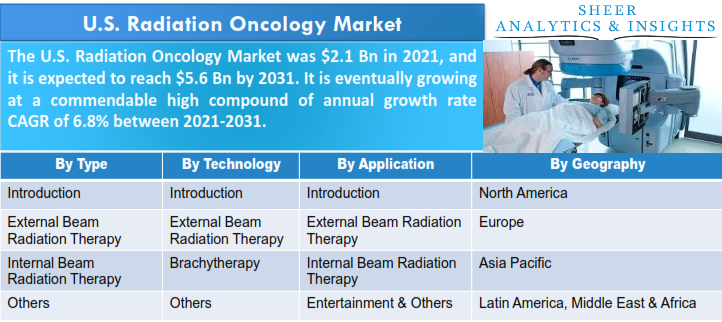 U.S. Radiation Oncology Market
SHEER
ANALYTICS & INSIGHTS
The U.S. Radiation Oncology Market was $2.1 Bn in 2021, and
it is expected to reach $5.6 Bn by 2031. It is eventually growing
at a commendable high compound of annual growth rate
CAGR of 6.8% between 2021-2031.
By Type By Technology By Application By Geography
Introduction Introduction Introduction North America
External Beam External Beam External Beam Radiation Europe
Radiation Therapy Radiation Therapy Therapy
Internal Beam Brachytherapy Internal Beam Radiation Asia Pacific
Radiation Therapy Therapy
Others Others Entertainment & Others Latin America, Middle East & Africa